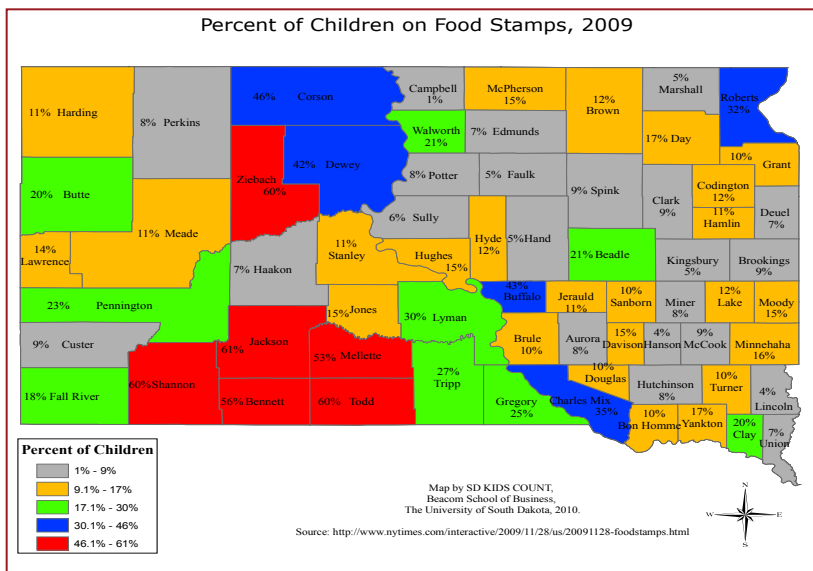 Percent of Children on Food Stamps, 2009
11% Harding
8% Perkins
46% Corson
Campbell
1%
McPherson
15%
12%
Brown
5%
Marshall
Roberts
32%
Walworth
21%
7% Edmunds
17% Day
10%
Grant
20% Butte
Ziebach
60%
42% Dewey
8% Potter
5% Faulk
9% Spink
Clark
9%
Codington
12%
11%
Hamlin
Deuel
7%
11% Meade
6% Sully
14%
Lawrence
7% Haakon
11%
Stanley
Hughes
15%
Hyde
12%
5% Hand
21% Beadle
Kingsbury
5%
Brookings
9%
23% Pennington
15% Jones
30% Lyman
43%
Buffalo
Jerauld
11%
10%
Sanborn
Miner
8%
12%
Lake
Moody
15%
9% Custer
61% Jackson
53% Mellette
Brule
10%
Aurora
8%
15%
Davison
4%
Hanson
9%
McCook
Minnehaha
16%
18% Fall River
60% Shannon
56% Bennett
60% Todd
27%
Tripp
Gregory
25%
Charles Mix
35%
10%
Douglas
Hutchinson
8%
10%
Turner
4%
Lincoln
10%
Bon Homme
17%
Yankton
20%
Clay
7%
Union
Percent of Children
1% - 9%
9.1% - 17%
17.1% - 30%
30.1% - 46%
46.1% - 61%
Map by SD KIDS COUNT,
Beacom School of Business,
The University of South Dakota, 2010.
Source: http://www.nytimes.com/interactive/2009/11/28/us/20091128-foodstamps.html
N
W E
S